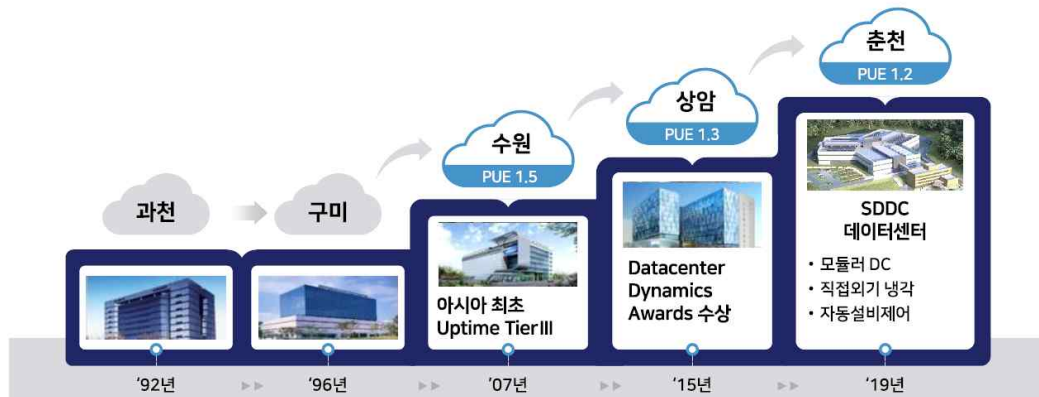 춘천
PUE 1.2
상암
PUE 1.3
수원
PUE 1.5
과천
구미
아시아 최초
Uptime Tier Ⅲ
Datacenter
Dynamics
Awards 수상
SDDC
데이터센터
• 모듈러 DC
• 직접외기 냉각
• 자동설비제어
‘92년
‘96년
‘07년
‘15년
‘19년